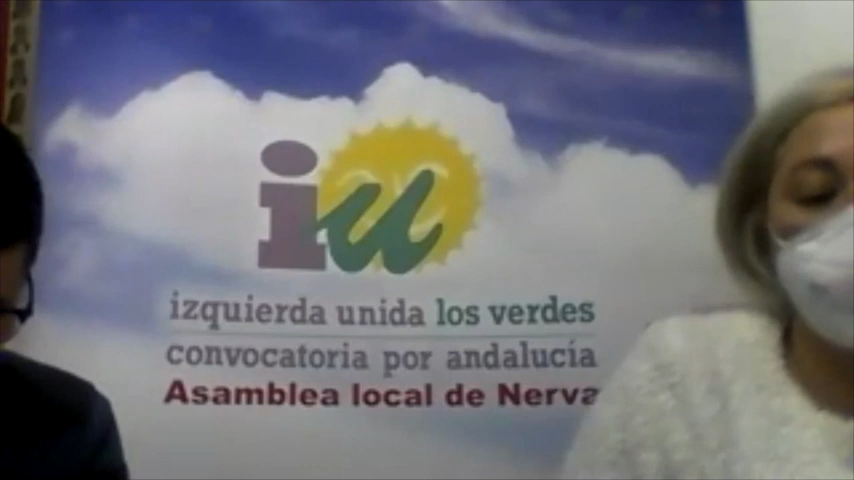 iu
izquierda unida los verdes
convocatoria por andalucía
Asamblea local de Nerva